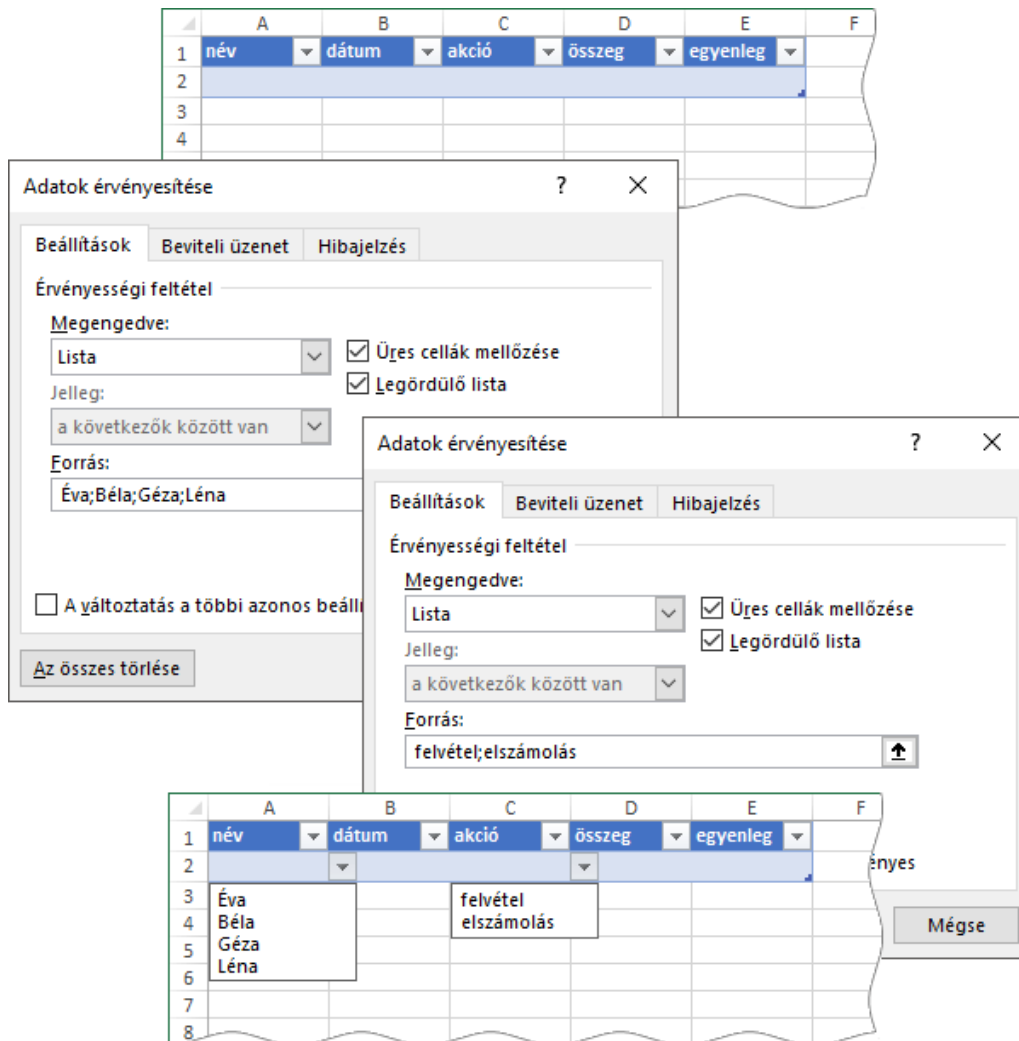 A B C D E F
1 név dátum akció összeg egyenleg
2
3
4
Adatok érvényesítése ? ×
Beállítások Beviteli üzenet Hibajelzés
Érvényességi feltétel
Megengedve:
Lista
Üres cellák mellőzése
Jelleg:
Legördülő lista
a következők között van
Forrás:
Éva;Béla;Géza;Léna
A változtatás a többi azonos beáll
Az összes törlése
Adatok érvényesítése ? ×
Beállítások Beviteli üzenet Hibajelzés
Érvényességi feltétel
Megengedve:
Lista
Üres cellák mellőzése
Jelleg:
Legördülő lista
a következők között van
Forrás:
felvétel;elszámolás
ényes
Mégse
A B C D E F
1 név dátum akció összeg egyenleg
2
3 Éva felvétel
4 Béla elszámolás
5 Géza
6 Léna
7
8